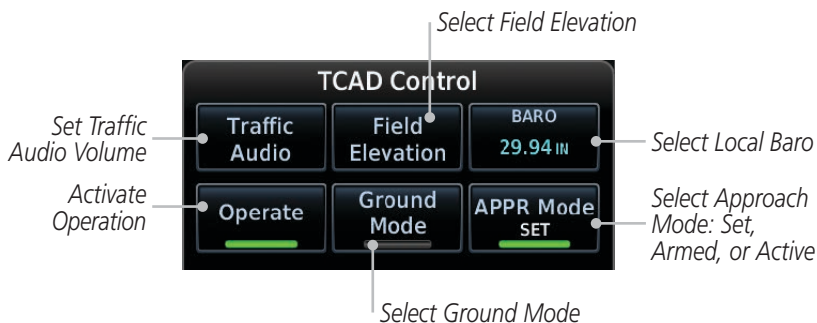 Select Field Elevation
TCAD Control
Set Traffic
Audio Volume
Traffic
Audio
Field
Elevation
BARO
29.94 IN
Select Local Baro
Activate
Operation
Operate
Ground
Mode
APPR Mode
SET
Select Approach
Mode: Set,
Armed, or Active
Select Ground Mode